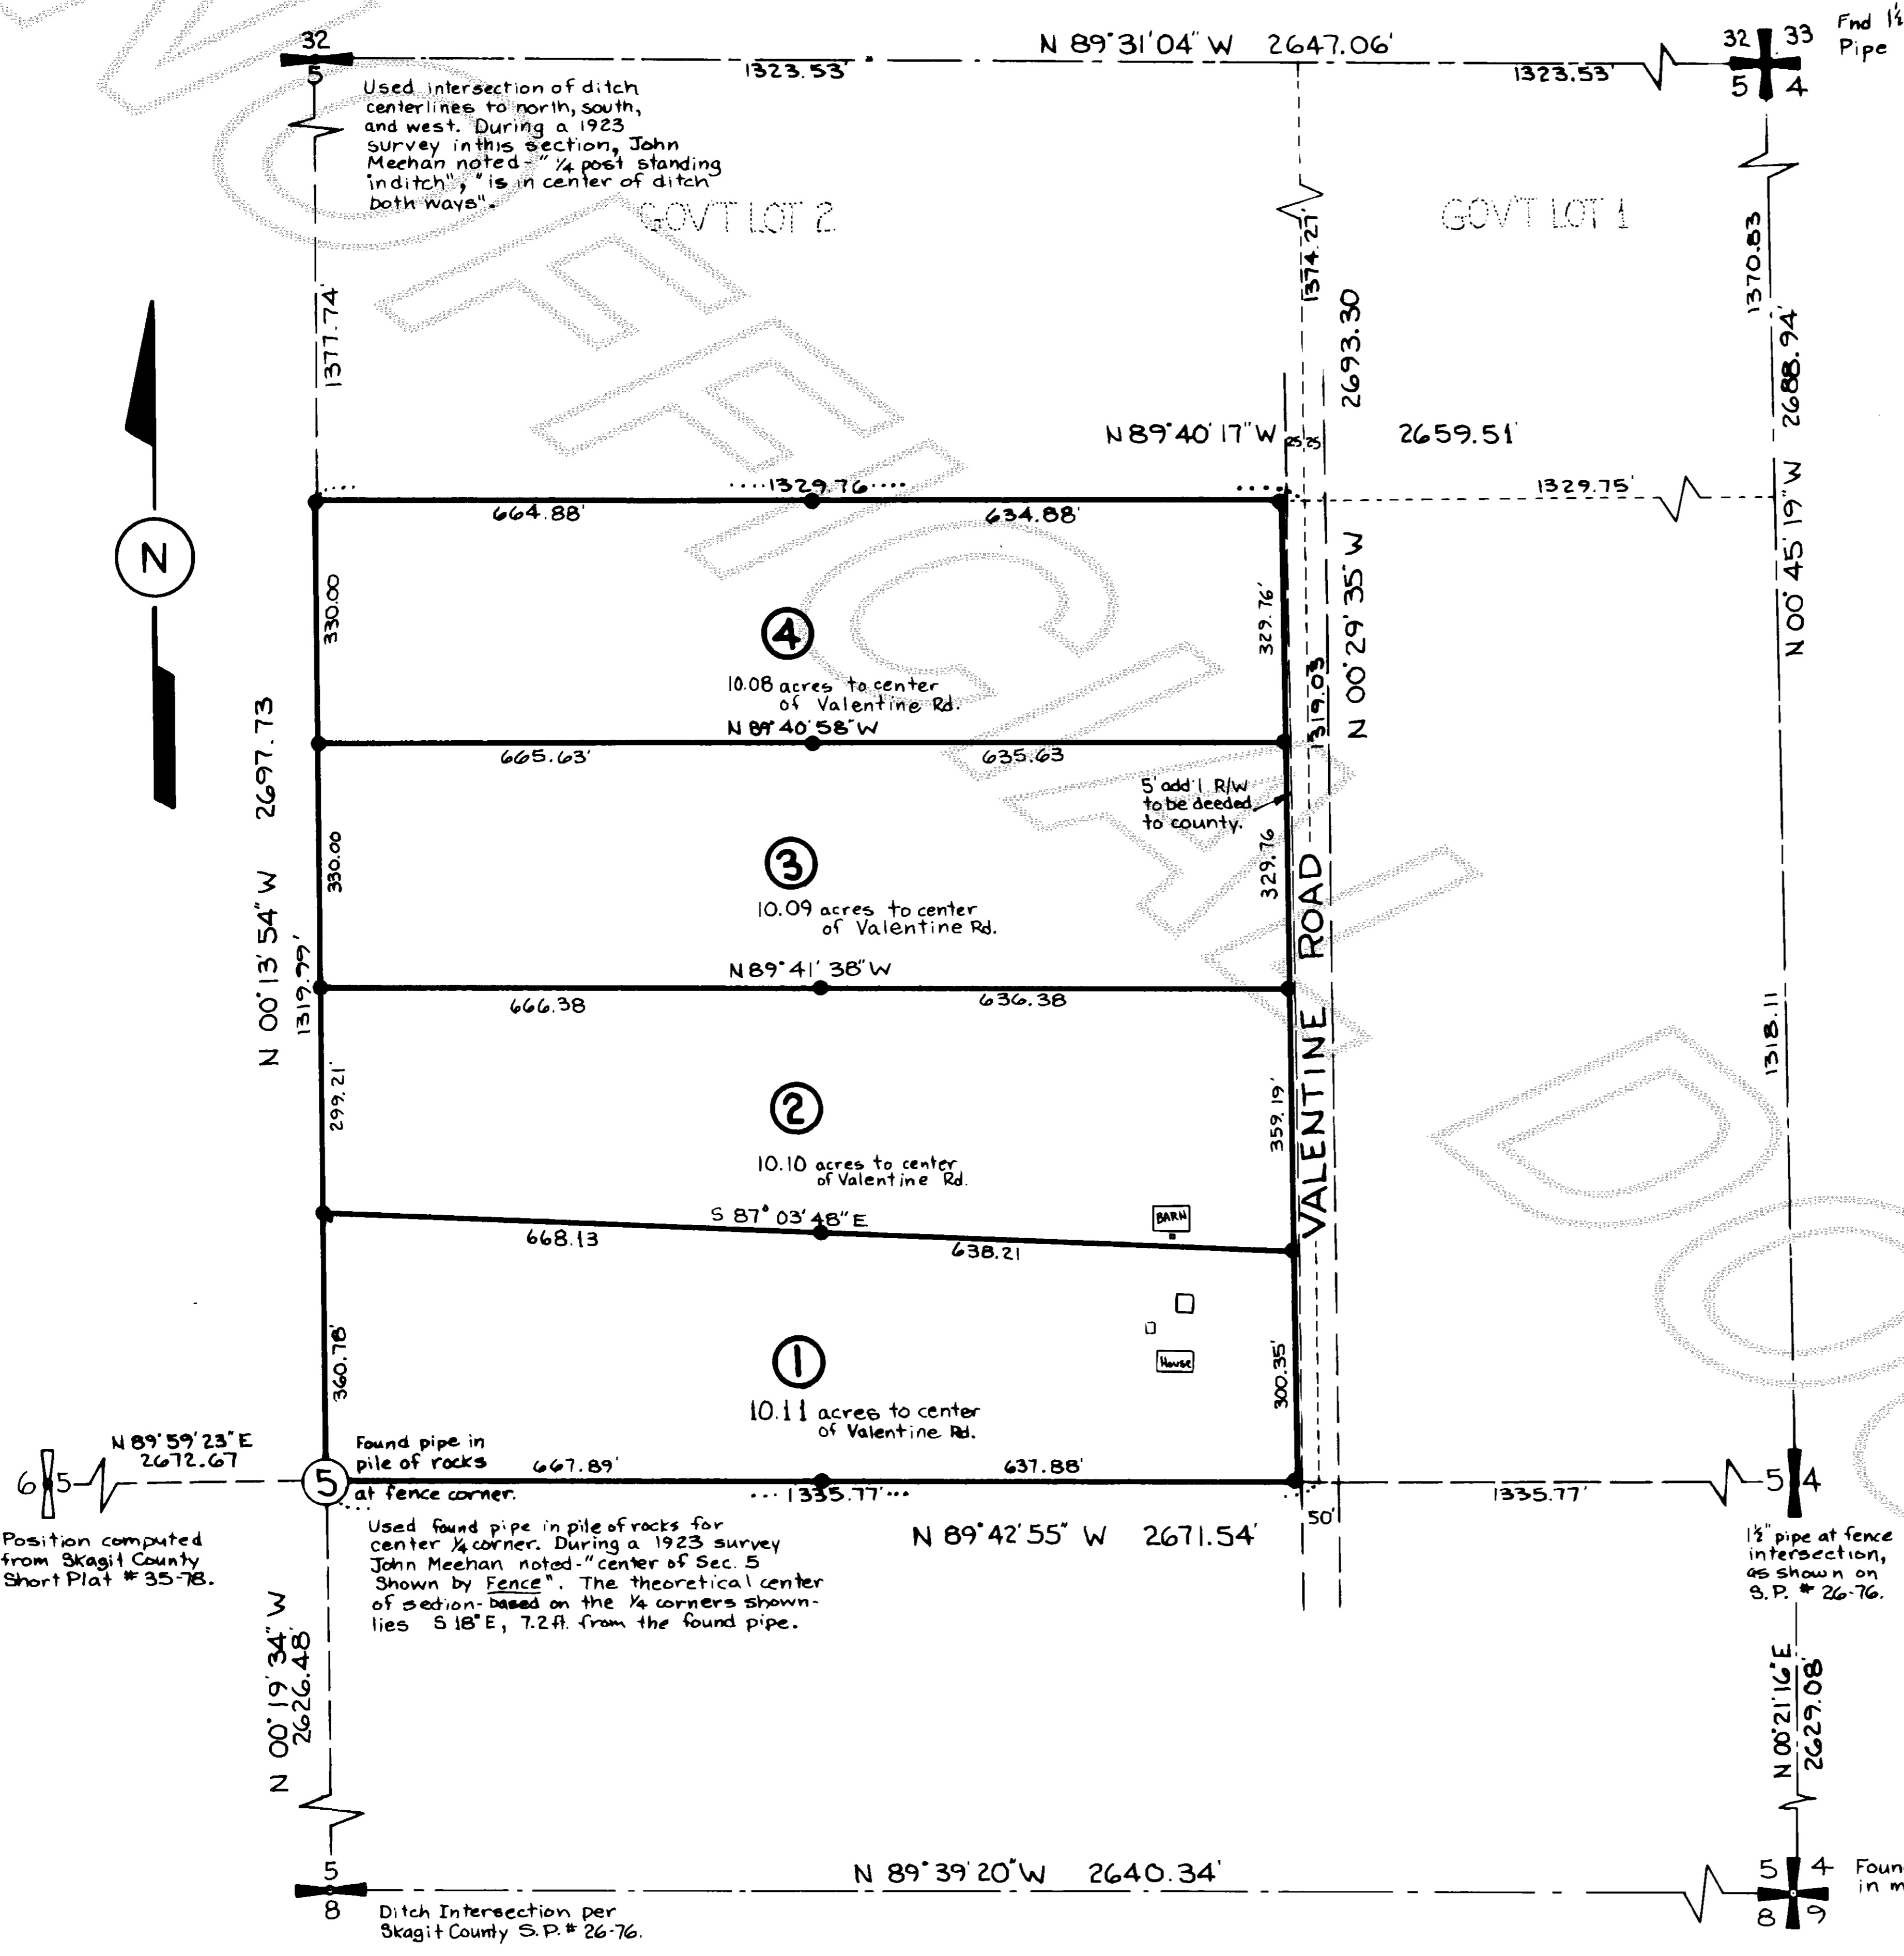 32
5
N 89°31'04" W 2647.06'
1323.53'
1323.53'
32 33
5 4
Fnd 1½
Pipe
Used intersection of ditch
centerlines to north, south,
and west. During a 1923
survey in this section, John
Meehan noted-" ¼ post standing
in ditch", "is in center of ditch
both ways".
GOV'T LOT 2
GOV'T LOT 1
1377.74'
1374.27'
2693.30
1370.83
2688.94'
N 89°40'17" W
25 25
2659.51'
1329.76
1329.75'
664.88'
634.88'
N
330.00
329.76'
N 00°29'35" W
N 00°45'19" W
4
10.08 acres to center
of Valentine Rd.
1319.03
N 89°40'58" W
665.63'
635.63
N 00°13'54" W 2697.73
1319.99'
5' add'l R/W
to be deeded
to county.
330.00
329.76
3
10.09 acres to center
of Valentine Rd.
VALENTINE ROAD
N 89°41'38" W
666.38
636.38
1318.11
299.21'
359.19'
2
10.10 acres to center
of Valentine Rd.
S 87°03'48" E
668.13
638.21
BARN
House
360.78'
300.35'
1
10.11 acres to center
of Valentine Rd.
N 89°59'23" E
2672.67
6 5
5
Found pipe in
pile of rocks
at fence corner.
667.89'
637.88'
1335.77'
1335.77'
5 4
50'
Position computed
from Skagit County
Short Plat # 35-78.
Used found pipe in pile of rocks for
center ¼ corner. During a 1923 survey
John Meehan noted-"center of Sec. 5
Shown by Fence". The theoretical center
of section-based on the ¼ corners shown-
lies S 18° E, 7.2 ft. from the found pipe.
N 89°42'55" W 2671.54'
1½" pipe at fence
intersection,
as shown on
S.P. # 26-76.
N 00°19'34" W
2626.48'
N 00°21'16" E
2629.08'
5
8
N 89°39'20" W 2640.34'
Ditch Intersection per
Skagit County S.P. # 26-76.
5 4
8 9
in
UNOFFICIAL DOC